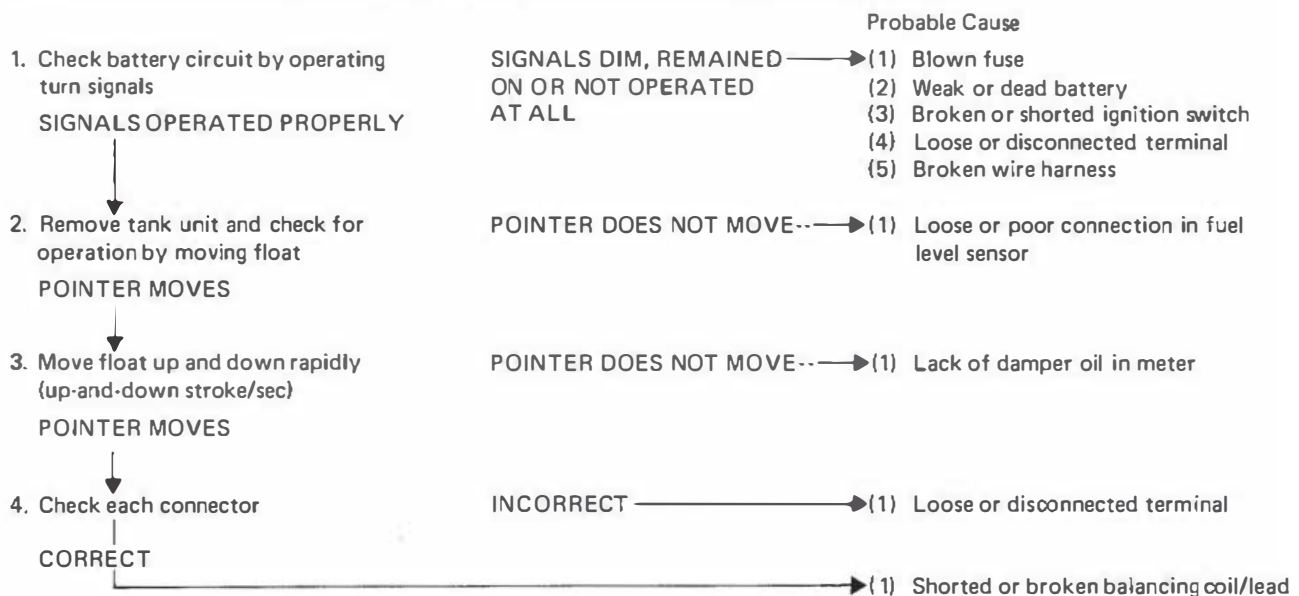 Probable Cause
1. Check battery circuit by operating
turn signals
SIGNALS OPERATED PROPERLY
SIGNALS DIM, REMAINED
ON OR NOT OPERATED
AT ALL
(1) Blown fuse
(2) Weak or dead battery
(3) Broken or shorted ignition switch
(4) Loose or disconnected terminal
(5) Broken wire harness
2. Remove tank unit and check for
operation by moving float
POINTER MOVES
POINTER DOES NOT MOVE--
(1) Loose or poor connection in fuel
level sensor
3. Move float up and down rapidly
(up-and-down stroke/sec)
POINTER MOVES
POINTER DOES NOT MOVE--
(1) Lack of damper oil in meter
4. Check each connector
CORRECT
INCORRECT
(1) Loose or disconnected terminal
(1) Shorted or broken balancing coil/lead